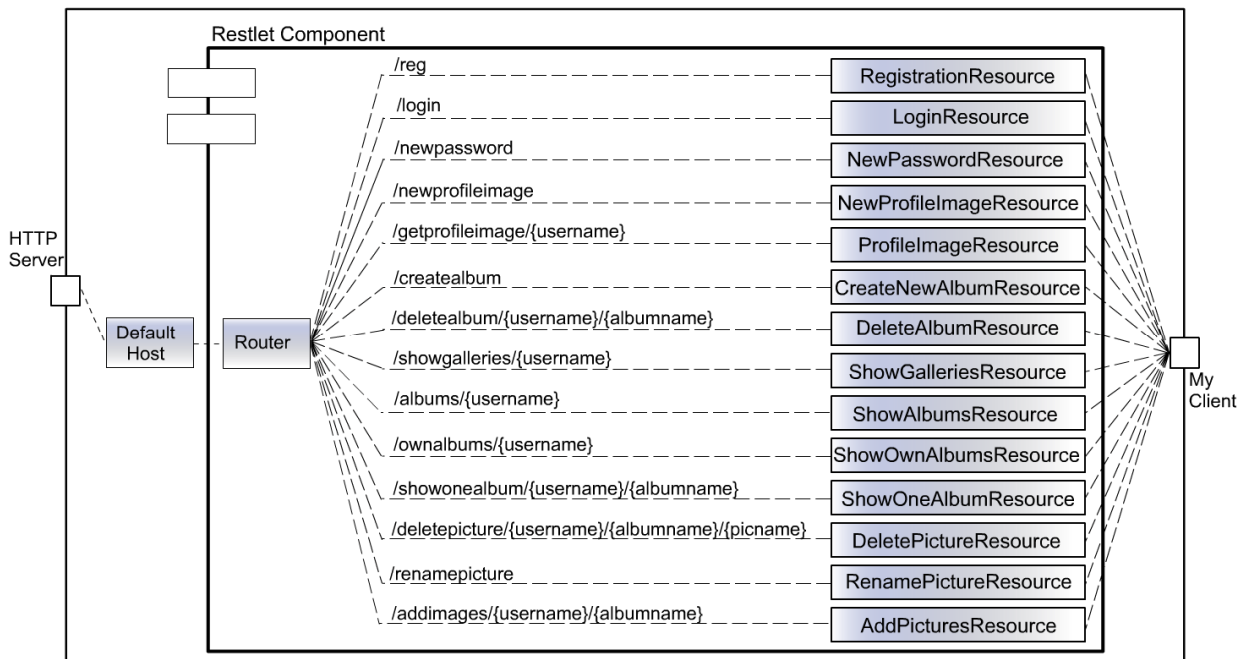 Restlet Component
/reg
RegistrationResource
/login
LoginResource
/newpassword
NewPasswordResource
/newprofileimage
NewProfileImageResource
/getprofileimage/{username}
ProfileImageResource
HTTP
Server
/createalbum
CreateNewAlbumResource
Default
Host
Router
/deletealbum/{username}/{albumname}
DeleteAlbumResource
/showgalleries/{username}
ShowGalleriesResource
My
Client
/albums/{username}
ShowAlbumsResource
/ownalbums/{username}
ShowOwnAlbumsResource
/showonealbum/{username}/{albumname}
ShowOneAlbumResource
/deletepicture/{username}/{albumname}/{picname}
DeletePictureResource
/renamepicture
RenamePictureResource
/addimages/{username}/{albumname}
AddPicturesResource